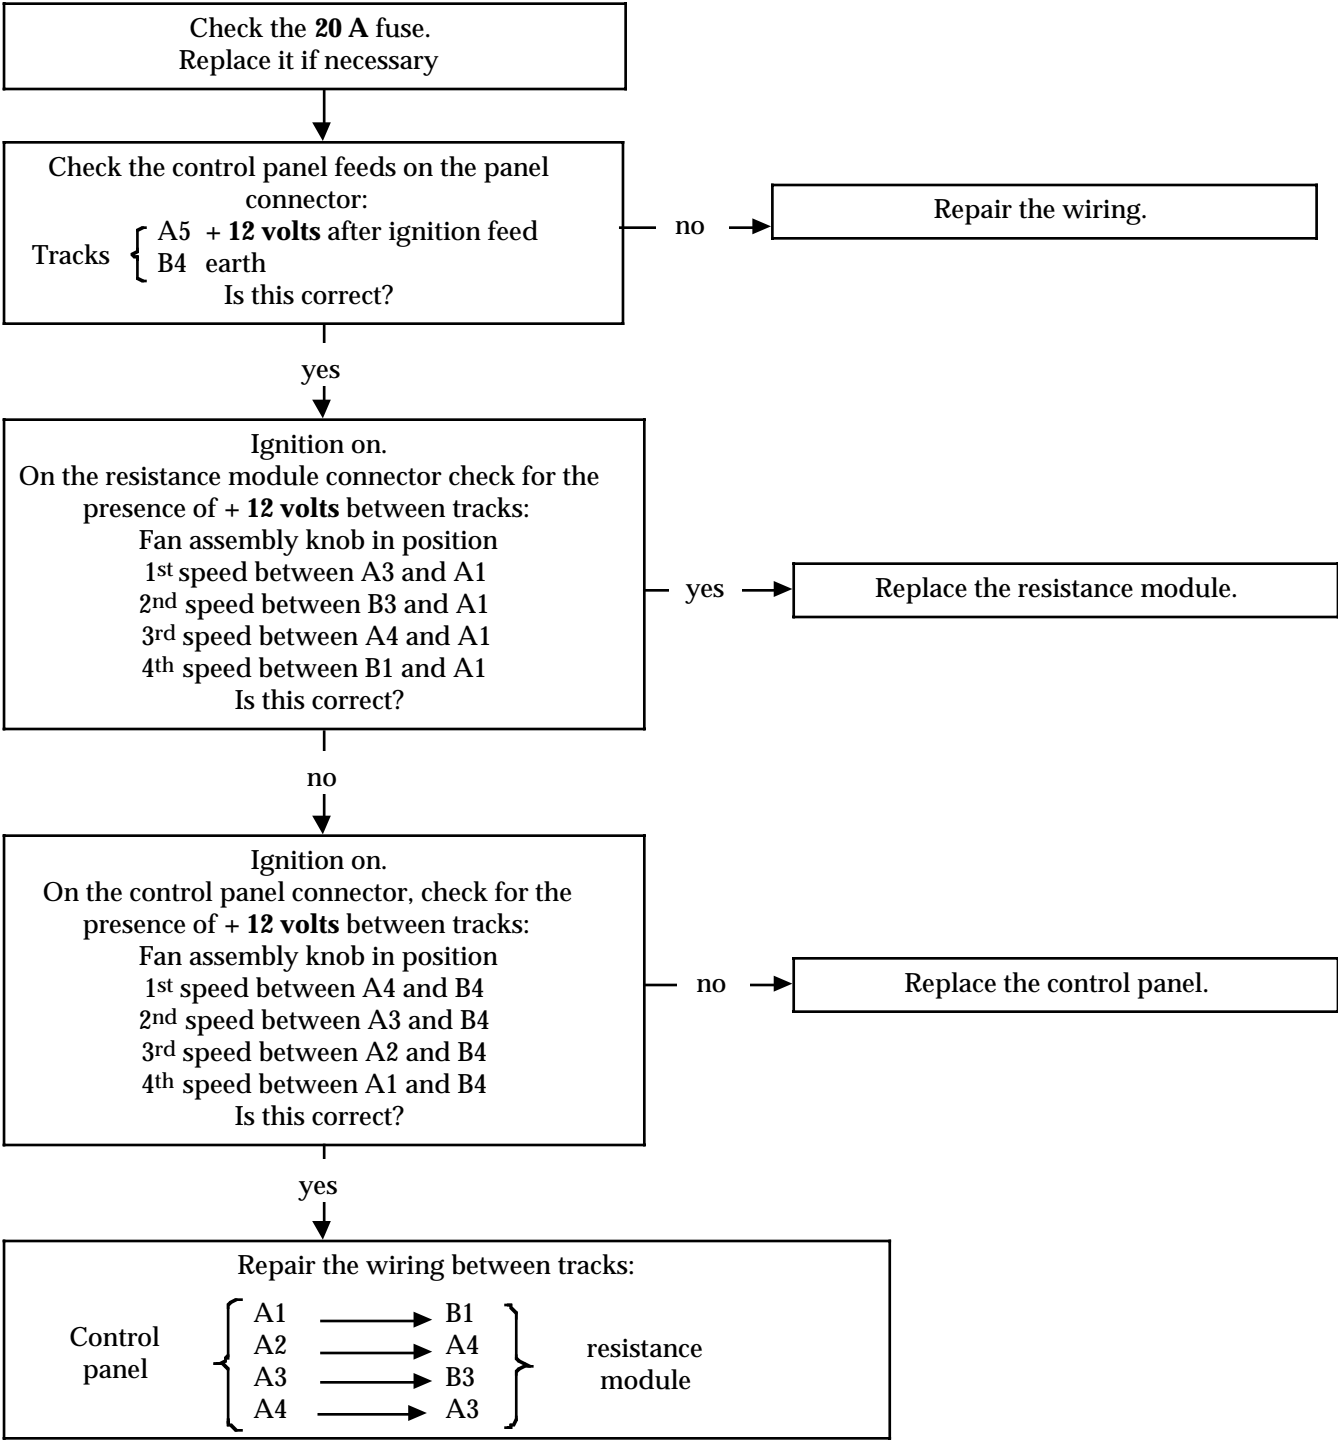 Check the 20 A fuse.
Replace it if necessary
Check the control panel feeds on the panel
connector:
Tracks
A5 + 12 volts after ignition feed
B4 earth
Is this correct?
no
Repair the wiring.
yes
Ignition on.
On the resistance module connector check for the
presence of + 12 volts between tracks:
Fan assembly knob in position
1st speed between A3 and A1
2nd speed between B3 and A1
3rd speed between A4 and A1
4th speed between B1 and A1
Is this correct?
yes
Replace the resistance module.
no
Ignition on.
On the control panel connector, check for the
presence of + 12 volts between tracks:
Fan assembly knob in position
1st speed between A4 and B4
2nd speed between A3 and B4
3rd speed between A2 and B4
4th speed between A1 and B4
Is this correct?
no
Replace the control panel.
yes
Repair the wiring between tracks:
Control
panel
A1 B1
A2 A4
A3 B3
A4 A3
resistance
module